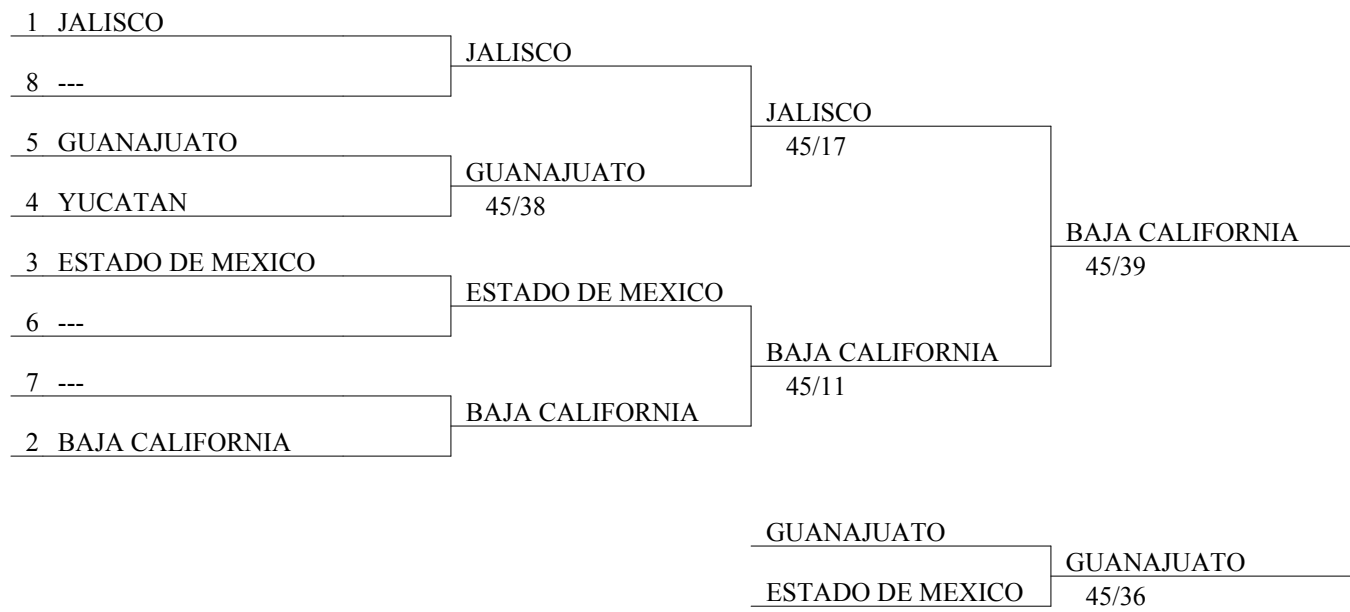 1 JALISCO
JALISCO
8 ---
JALISCO
45/17
5 GUANAJUATO
GUANAJUATO
45/38
4 YUCATAN
BAJA CALIFORNIA
45/39
3 ESTADO DE MEXICO
ESTADO DE MEXICO
6 ---
BAJA CALIFORNIA
45/11
7 ---
BAJA CALIFORNIA
2 BAJA CALIFORNIA
GUANAJUATO
GUANAJUATO
45/36
ESTADO DE MEXICO